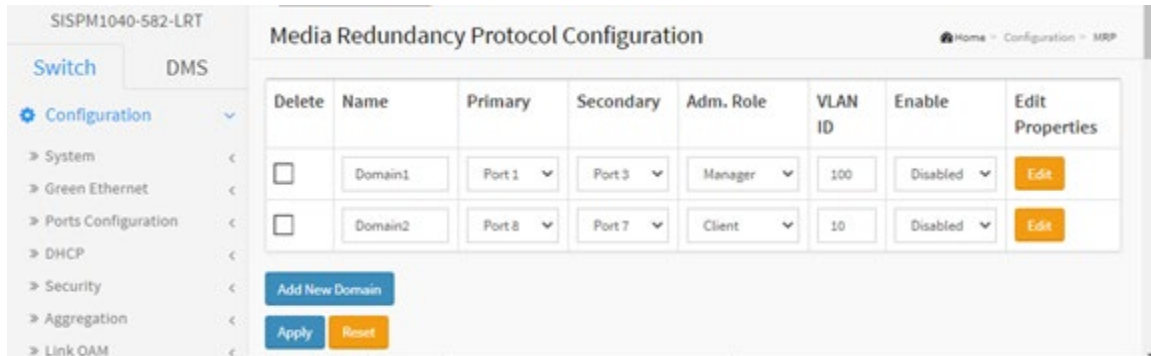 SISPM1040-582-LRT
Switch DMS
Configuration
System
Green Ethernet
Ports Configuration
DHCP
Security
Aggregation
Link OAM
Media Redundancy Protocol Configuration
Home > Configuration > MRP
Delete Name Primary Secondary Adm. Role VLAN ID Enable Edit Properties
Domain1 Port 1 Port 3 Manager 100 Disabled Edit
Domain2 Port 8 Port 7 Client 10 Disabled Edit
Add New Domain
Apply Reset